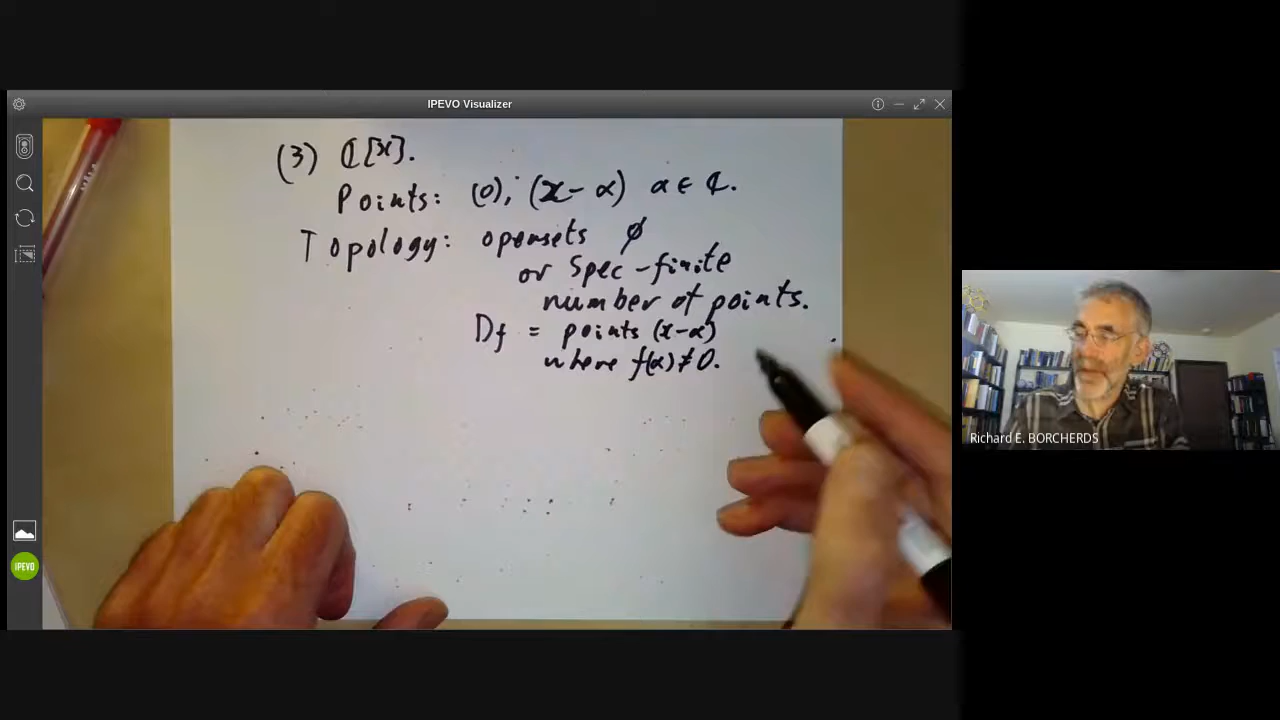 IPEVO Visualizer
(3) ℂ[x].
Points: (0), (x-α) α∈ℂ.
Topology: opensets ∅
or Spec-finite
number of points.
Df = points (x-α)
where f(α)≠0.
Richard E. BORCHERDS
IPEVO